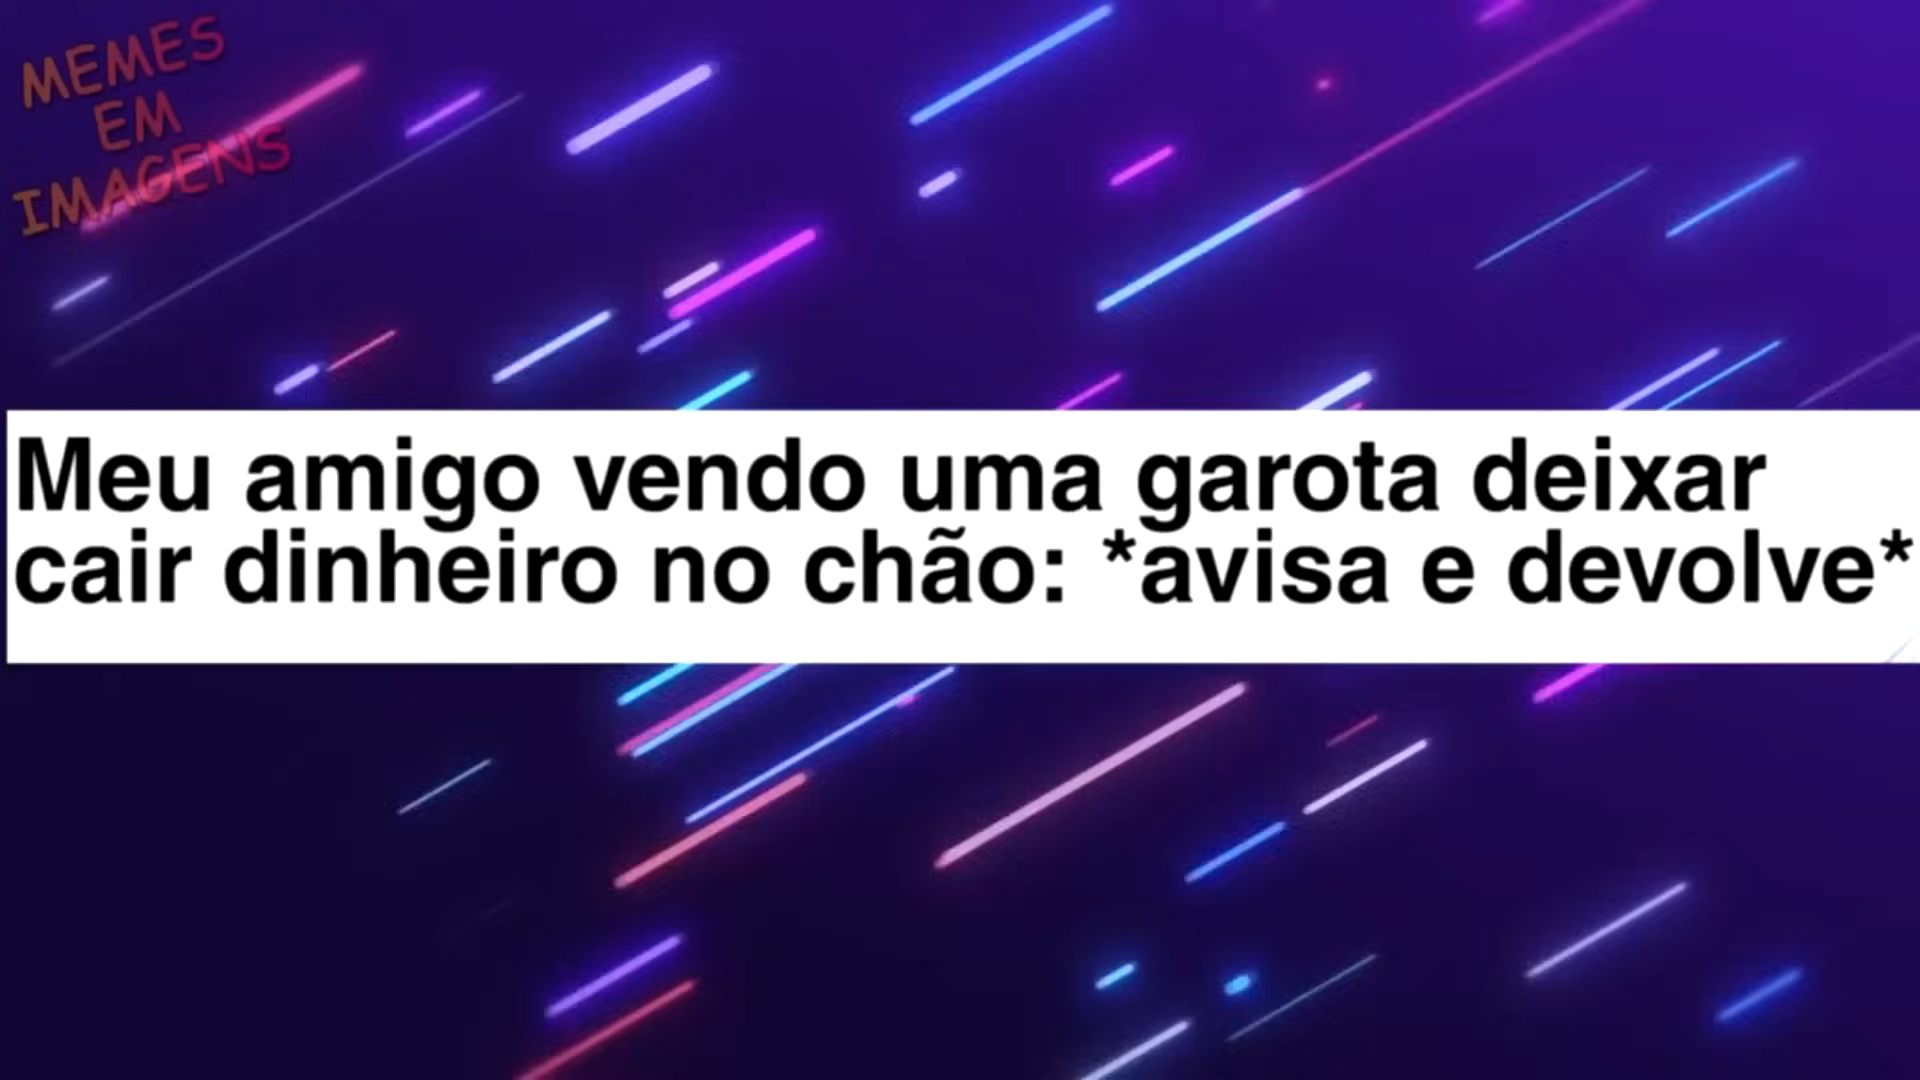 MEMES
EM
IMAGENS
Meu amigo vendo uma garota deixar
cair dinheiro no chão: *avisa e devolve*